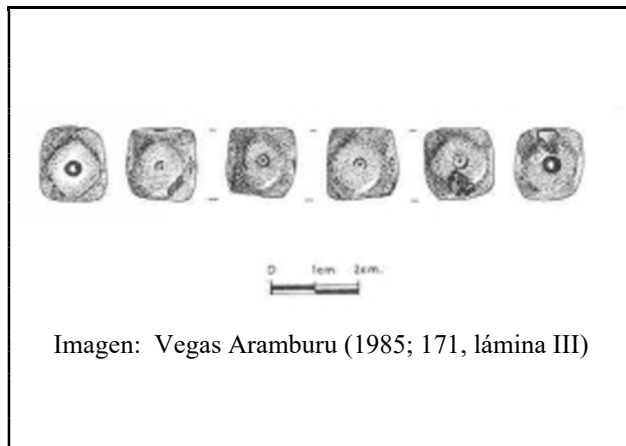 0 1cm. 2cm.
Imagen: Vegas Aramburu (1985; 171, lámina III)